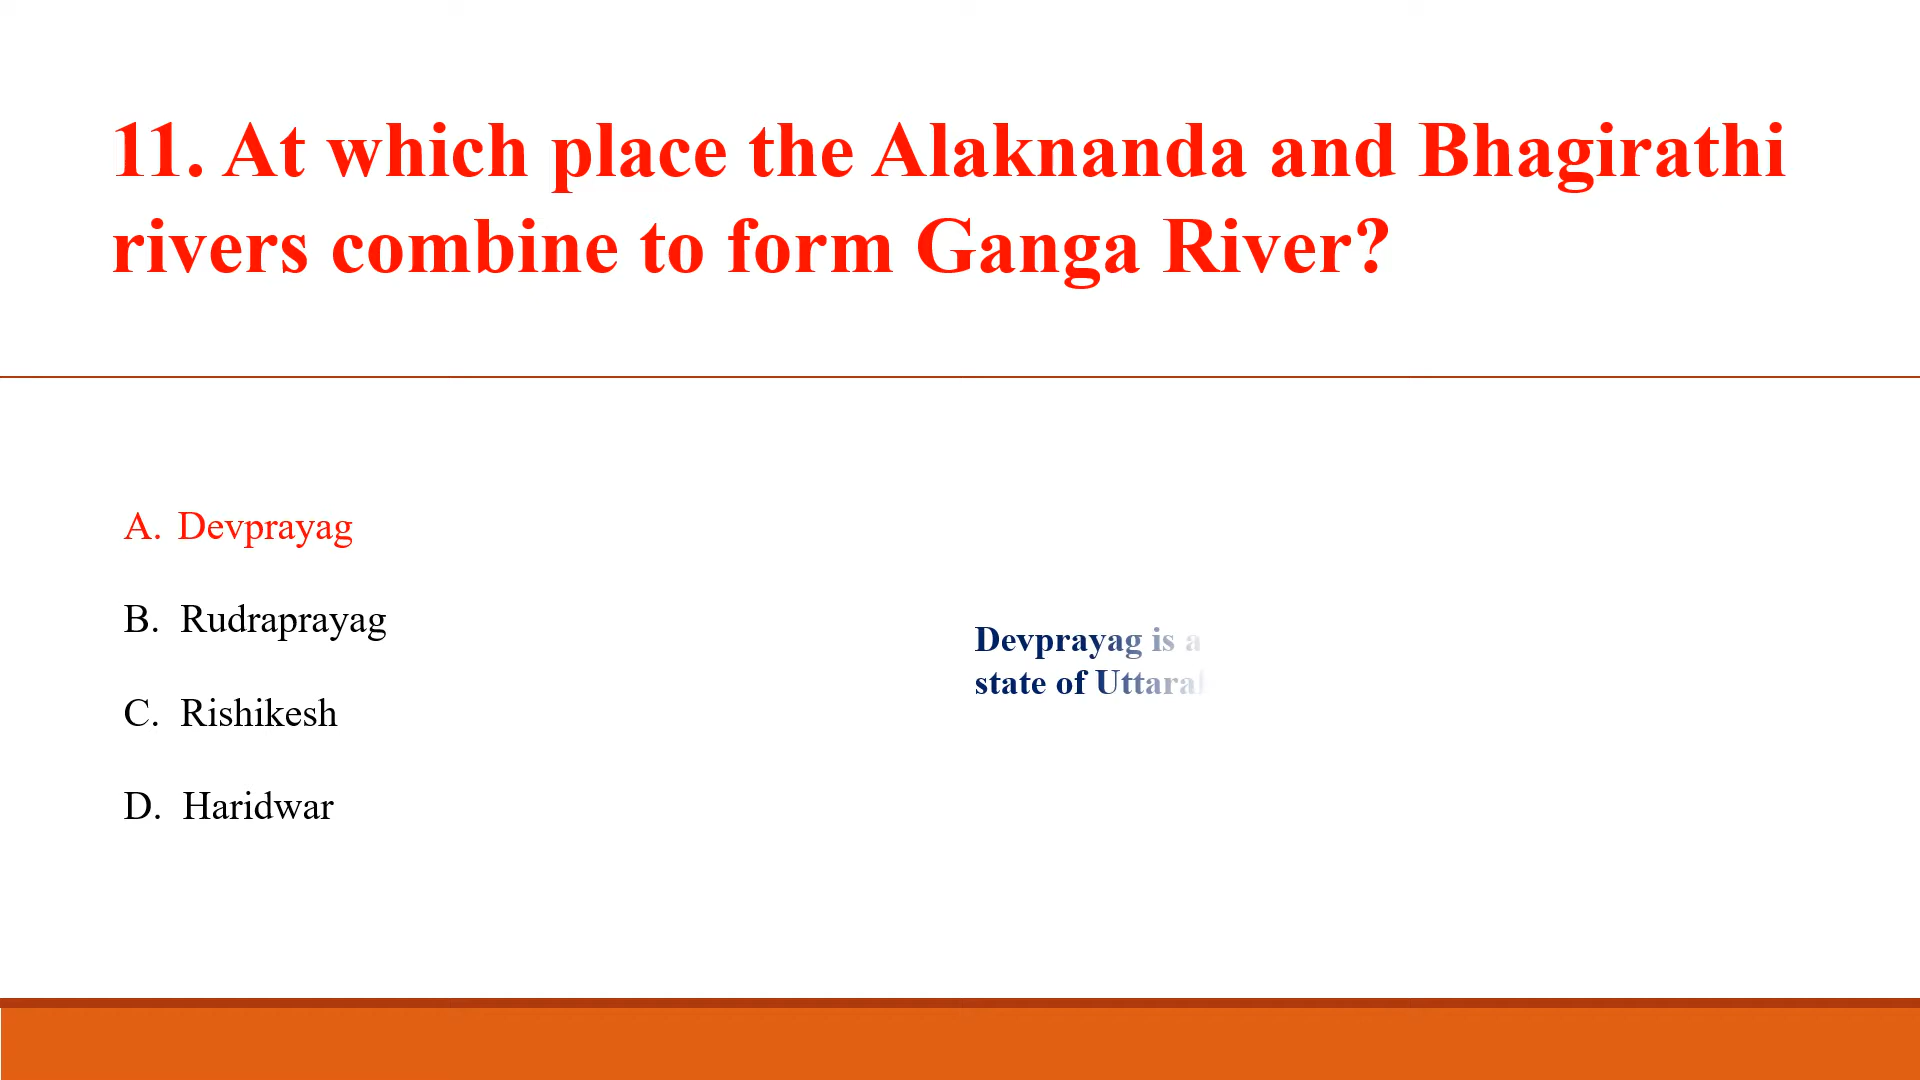 11. At which place the Alaknanda and Bhagirathi
rivers combine to form Ganga River?
A. Devprayag
B. Rudraprayag
C. Rishikesh
D. Haridwar
Devprayag is a
state of